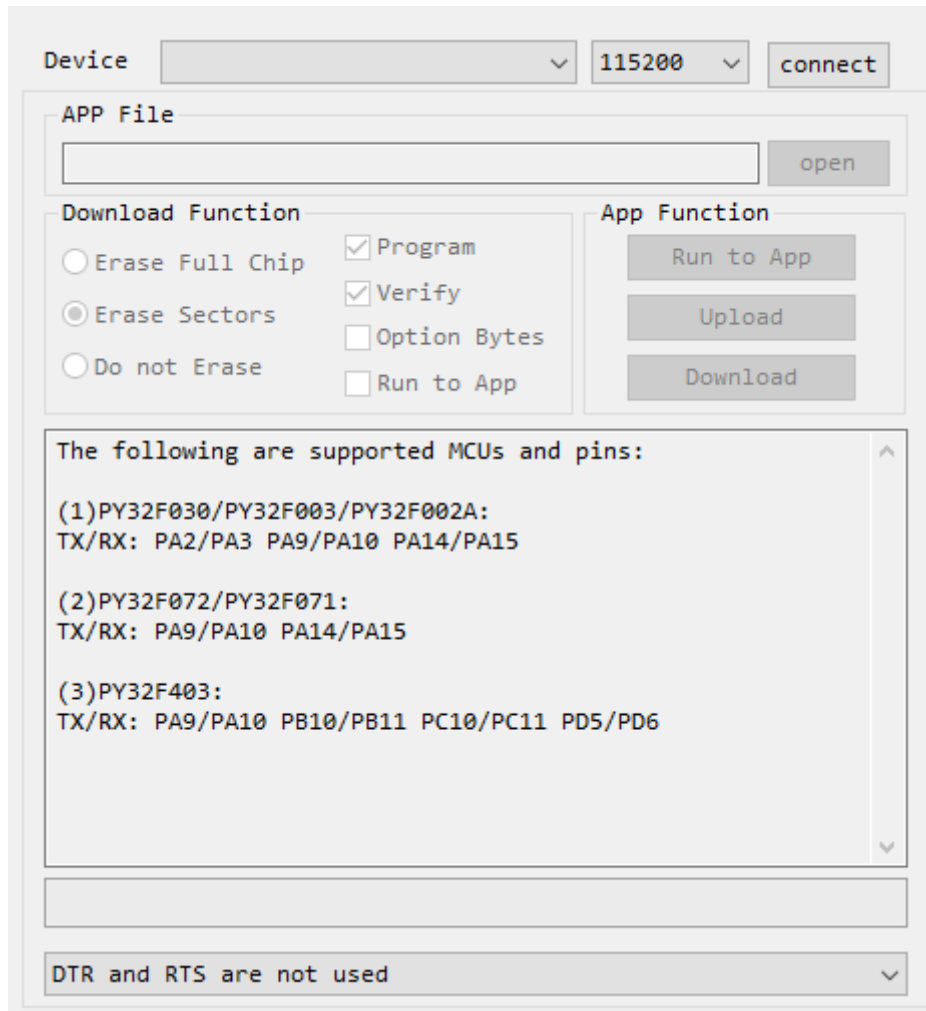 Device 115200 connect
APP File
open
Download Function
Erase Full Chip
Erase Sectors
Do not Erase
Program
Verify
Option Bytes
Run to App
App Function
Run to App
Upload
Download
The following are supported MCUs and pins:
(1)PY32F030/PY32F003/PY32F002A:
TX/RX: PA2/PA3 PA9/PA10 PA14/PA15
(2)PY32F072/PY32F071:
TX/RX: PA9/PA10 PA14/PA15
(3)PY32F403:
TX/RX: PA9/PA10 PB10/PB11 PC10/PC11 PD5/PD6
DTR and RTS are not used